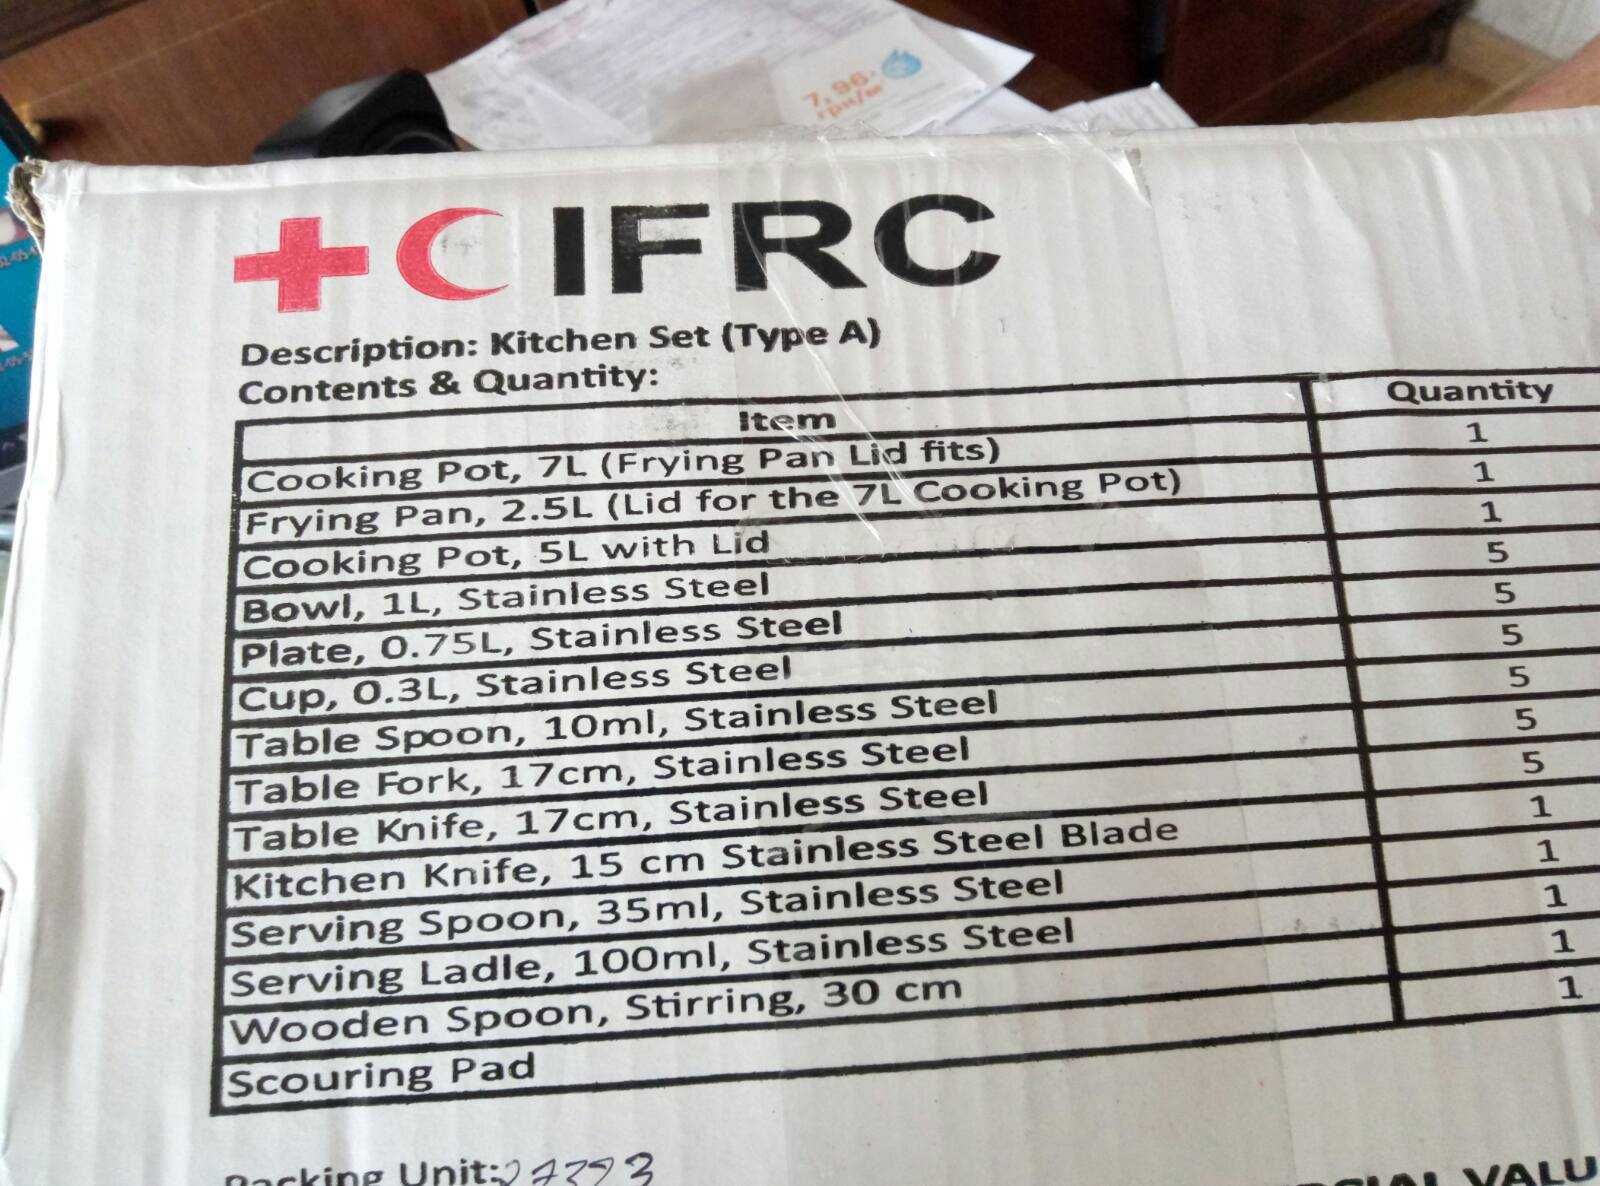 7,96
грн/м
IFRC
Description: Kitchen Set (Type A)
Contents & Quantity:
Item Quantity
Cooking Pot, 7L (Frying Pan Lid fits) 1
Frying Pan, 2.5L (Lid for the 7L Cooking Pot) 1
Cooking Pot, 5L with Lid 1
Bowl, 1L, Stainless Steel 5
Plate, 0.75L, Stainless Steel 5
Cup, 0.3L, Stainless Steel 5
Table Spoon, 10ml, Stainless Steel 5
Table Fork, 17cm, Stainless Steel 5
Table Knife, 17cm, Stainless Steel 5
Kitchen Knife, 15 cm Stainless Steel Blade 1
Serving Spoon, 35ml, Stainless Steel 1
Serving Ladle, 100ml, Stainless Steel 1
Wooden Spoon, Stirring, 30 cm 1
Scouring Pad 1
Packing Unit: